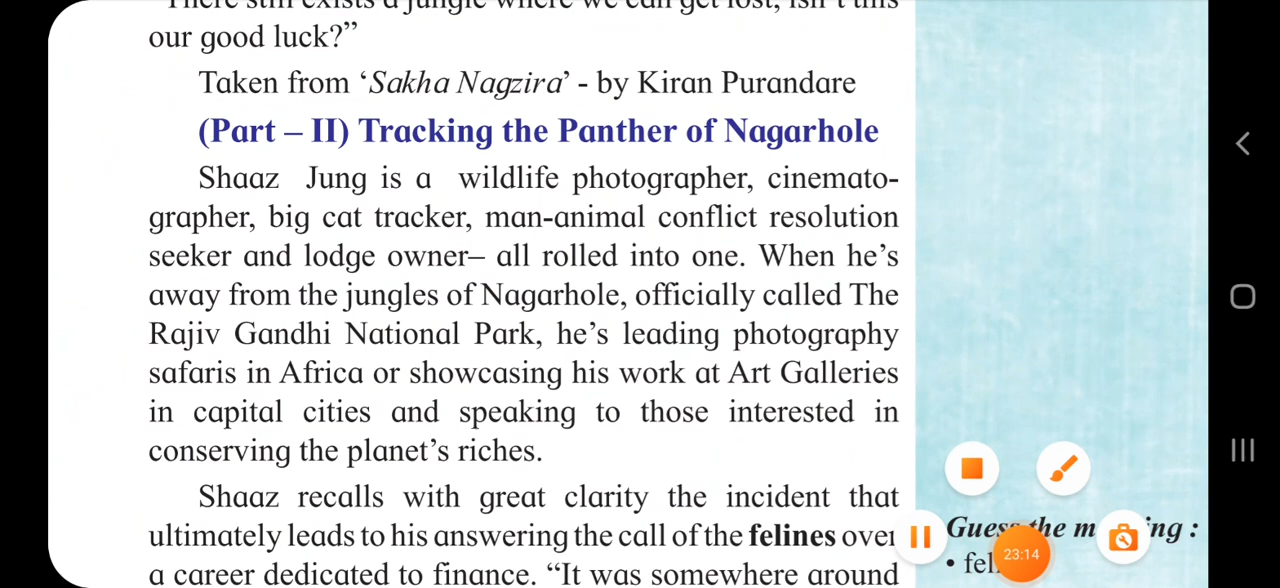 our good luck?”
Taken from ‘Sakha Nagzira’ - by Kiran Purandare
(Part – II) Tracking the Panther of Nagarhole
Shaaz Jung is a wildlife photographer, cinemato-
grapher, big cat tracker, man-animal conflict resolution
seeker and lodge owner– all rolled into one. When he’s
away from the jungles of Nagarhole, officially called The
Rajiv Gandhi National Park, he’s leading photography
safaris in Africa or showcasing his work at Art Galleries
in capital cities and speaking to those interested in
conserving the planet’s riches.
Shaaz recalls with great clarity the incident that
ultimately leads to his answering the call of the felines over
a career dedicated to finance. “It was somewhere around
Guess the :
23:14